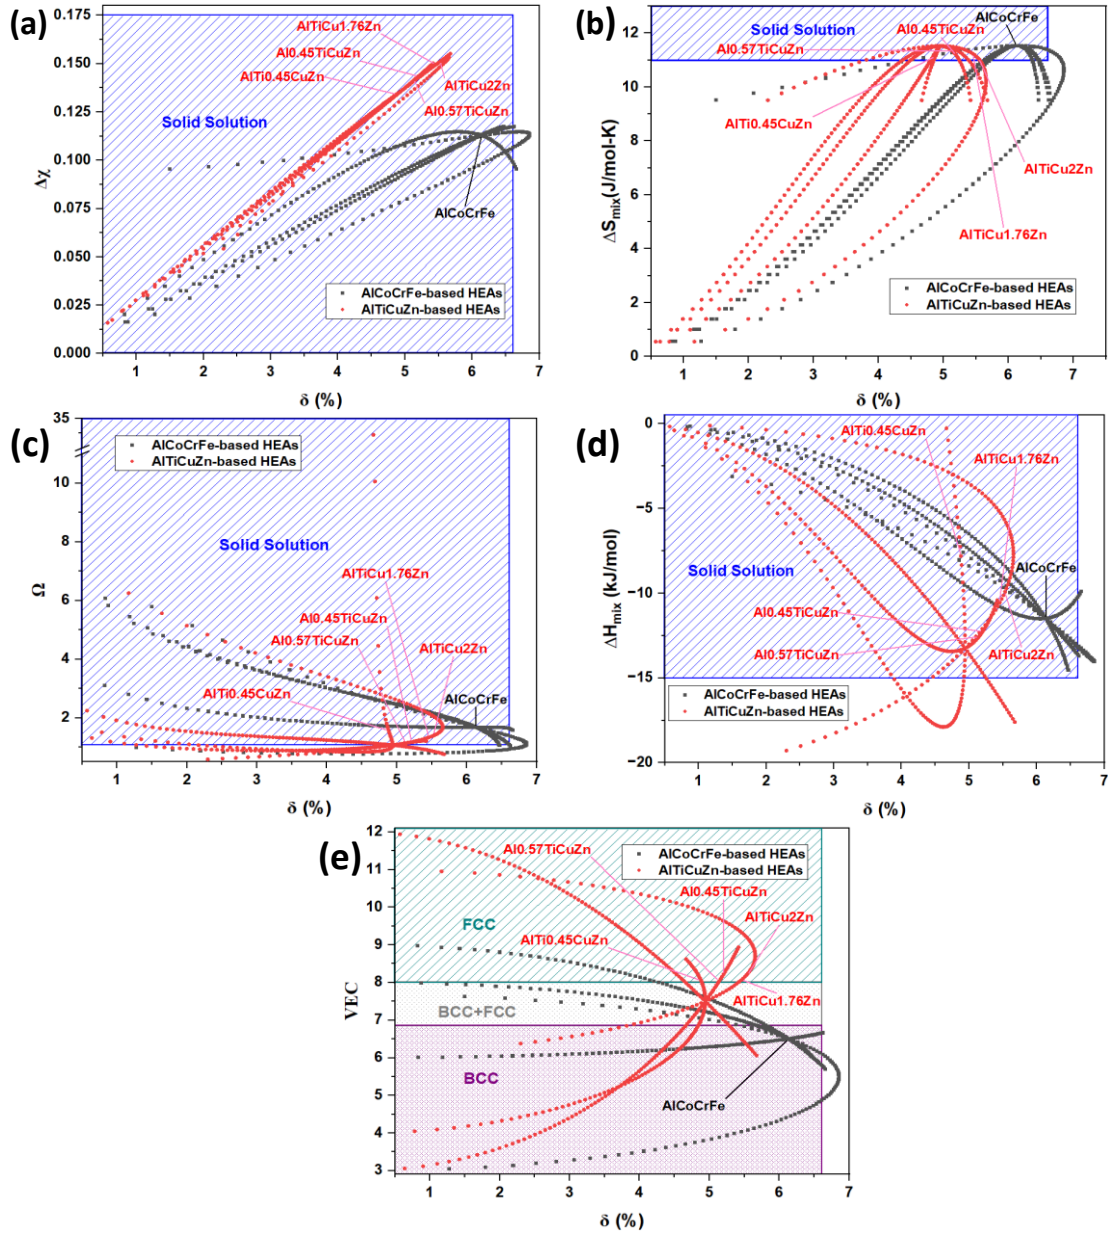 (a)
0.175
0.150
0.125
0.100
0.075
0.050
0.025
0.000
Δχ
AlTiCu1.76Zn
Al0.45TiCuZn
AlTi0.45CuZn
AlTiCu2Zn
Al0.57TiCuZn
Solid Solution
AlCoCrFe
AlCoCrFe-based HEAs
AlTiCuZn-based HEAs
1 2 3 4 5 6 7
δ (%)
(b)
12
10
8
6
4
2
0
ΔSmix(J/mol-K)
AlCoCrFe
Solid Solution
Al0.45TiCuZn
Al0.57TiCuZn
AlTi0.45CuZn
AlTiCu2Zn
AlTiCu1.76Zn
AlCoCrFe-based HEAs
AlTiCuZn-based HEAs
1 2 3 4 5 6 7 8
δ (%)
(c)
35
10
8
6
4
2
Ω
AlCoCrFe-based HEAs
AlTiCuZn-based HEAs
Solid Solution
AlTiCu1.76Zn
Al0.45TiCuZn
Al0.57TiCuZn
AlTiCu2Zn
AlTi0.45CuZn
AlCoCrFe
1 2 3 4 5 6 7
δ (%)
(d)
0
−5
−10
−15
−20
ΔHmix (kJ/mol)
AlTi0.45CuZn
AlTiCu1.76Zn
Solid Solution
AlCoCrFe
Al0.45TiCuZn
Al0.57TiCuZn
AlTiCu2Zn
AlCoCrFe-based HEAs
AlTiCuZn-based HEAs
1 2 3 4 5 6 7
δ (%)
(e)
12
11
10
9
8
7
6
5
4
3
VEC
Al0.57TiCuZn
AlCoCrFe-based HEAs
AlTiCuZn-based HEAs
Al0.45TiCuZn
FCC
AlTiCu2Zn
AlTi0.45CuZn
BCC+FCC
AlTiCu1.76Zn
BCC
AlCoCrFe
1 2 3 4 5 6 7
δ (%)